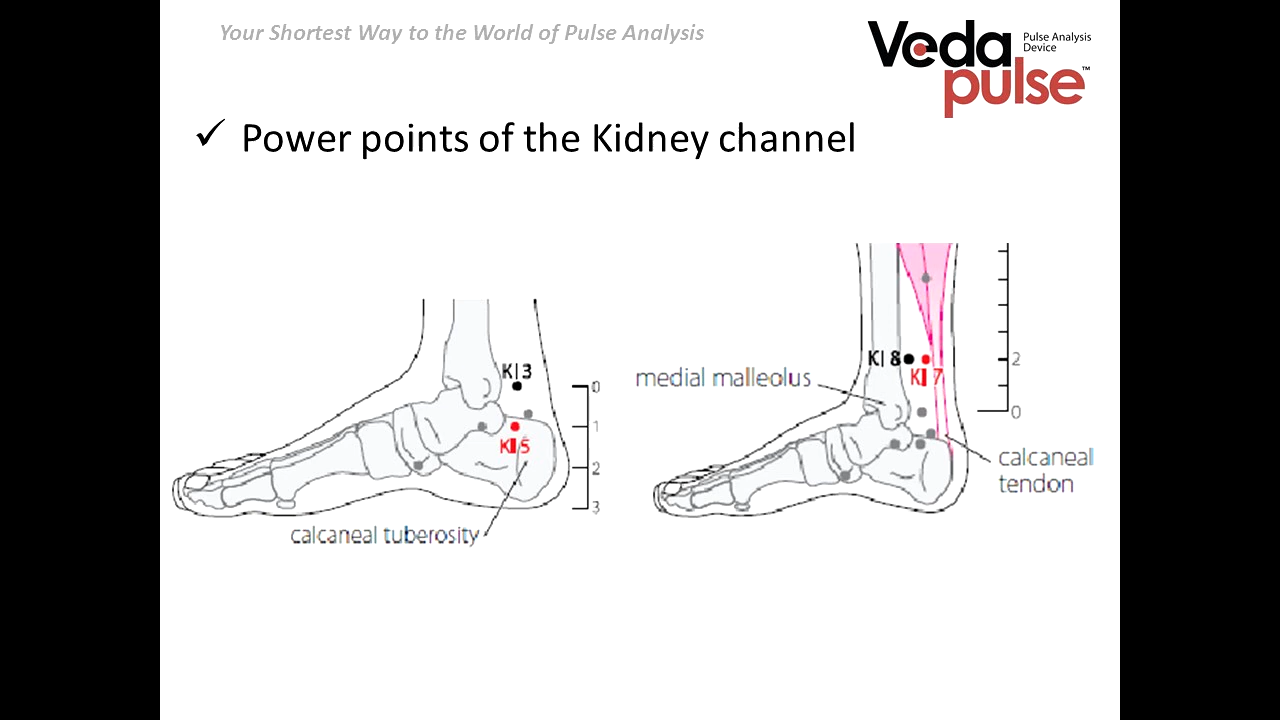 Your Shortest Way to the World of Pulse Analysis
Veda
Pulse Analysis
Device
pulse™
✓ Power points of the Kidney channel
KI 3
0
KI 5
1
2
3
calcaneal tuberosity
KI 8
KI 7
2
medial malleolus
0
calcaneal
tendon